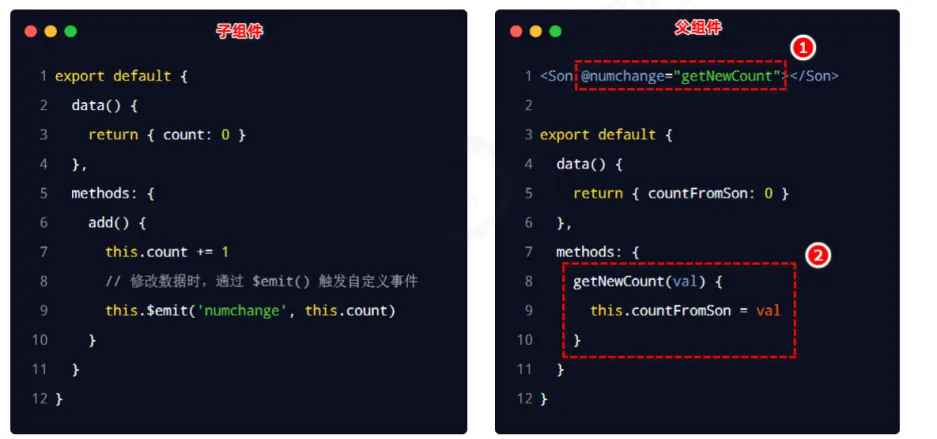 子组件
1 export default {
2 data() {
3 return { count: 0 }
4 },
5 methods: {
6 add() {
7 this.count += 1
8 // 修改数据时，通过 $emit() 触发自定义事件
9 this.$emit('numchange', this.count)
10 }
11 }
12 }
父组件
1
1 <Son @numchange="getNewCount"></Son>
2
3 export default {
4 data() {
5 return { countFromSon: 0 }
6 },
7 methods: {
2
8 getNewCount(val) {
9 this.countFromSon = val
10 }
11 }
12 }